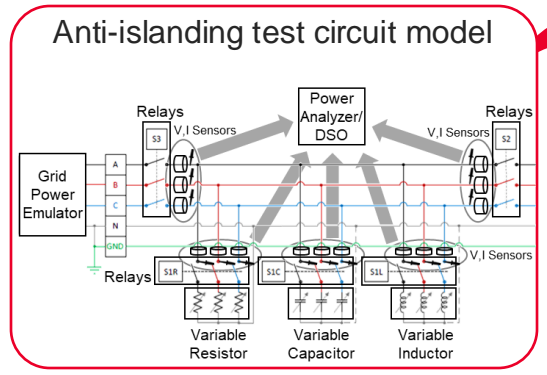 Anti-islanding test circuit model
Power
Analyzer/
DSO
Relays
Relays
S3
V,I Sensors
V,I Sensors
S2
Grid
Power
Emulator
A
B
C
N
GND
V,I Sensors
Relays
S1R
S1C
S1L
Variable
Resistor
Variable
Capacitor
Variable
Inductor